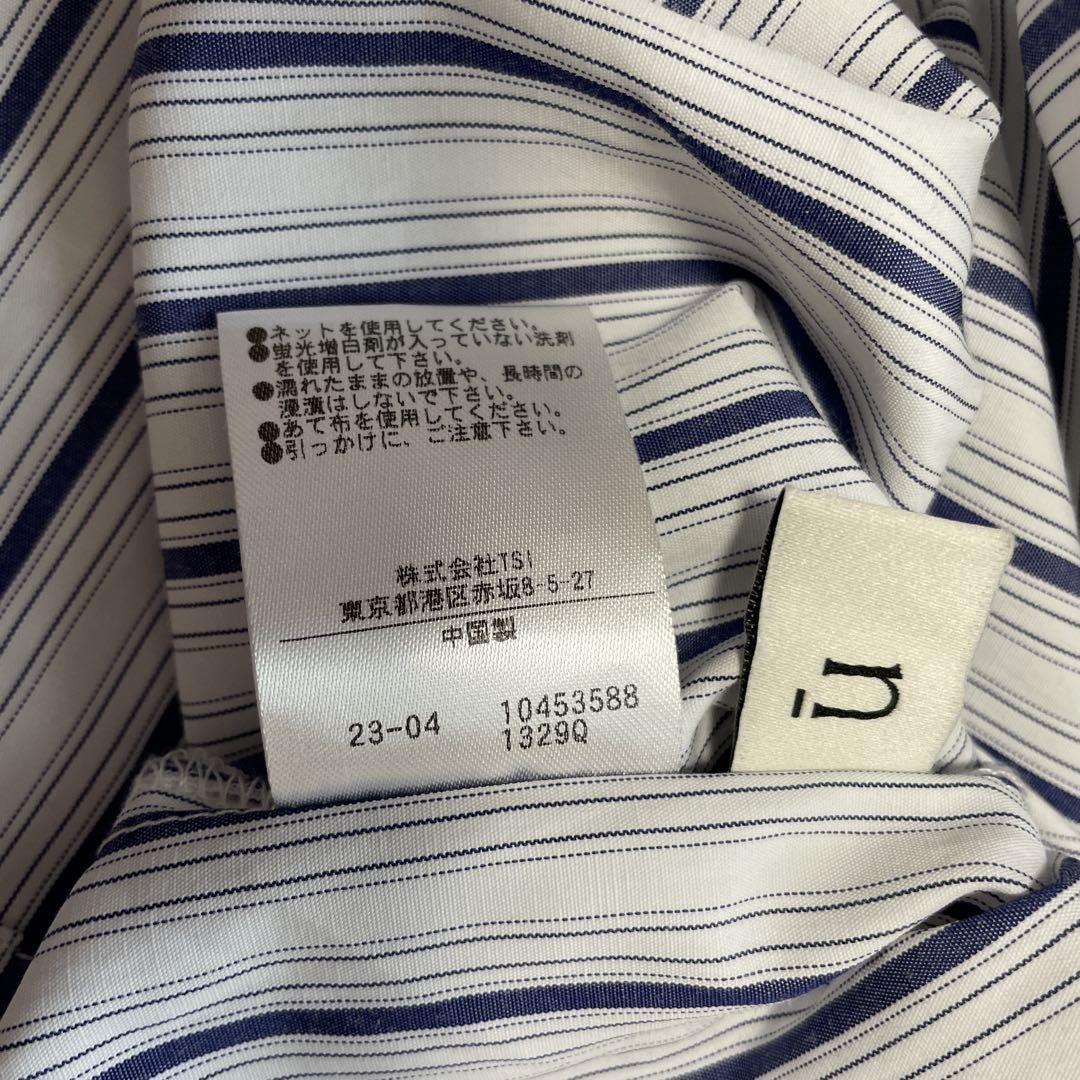 ●ネットを使用してください。
●蛍光増白剤が入っていない洗剤
を使用して下さい。
●濡れたままの放置や、長時間の
浸漬はしないで下さい。
●あて布を使用してください。
●引っかけに、ご注意下さい。
株式会社TSI
東京都港区赤坂8-5-27
中国製
23-04 10453588
1329Q
ū